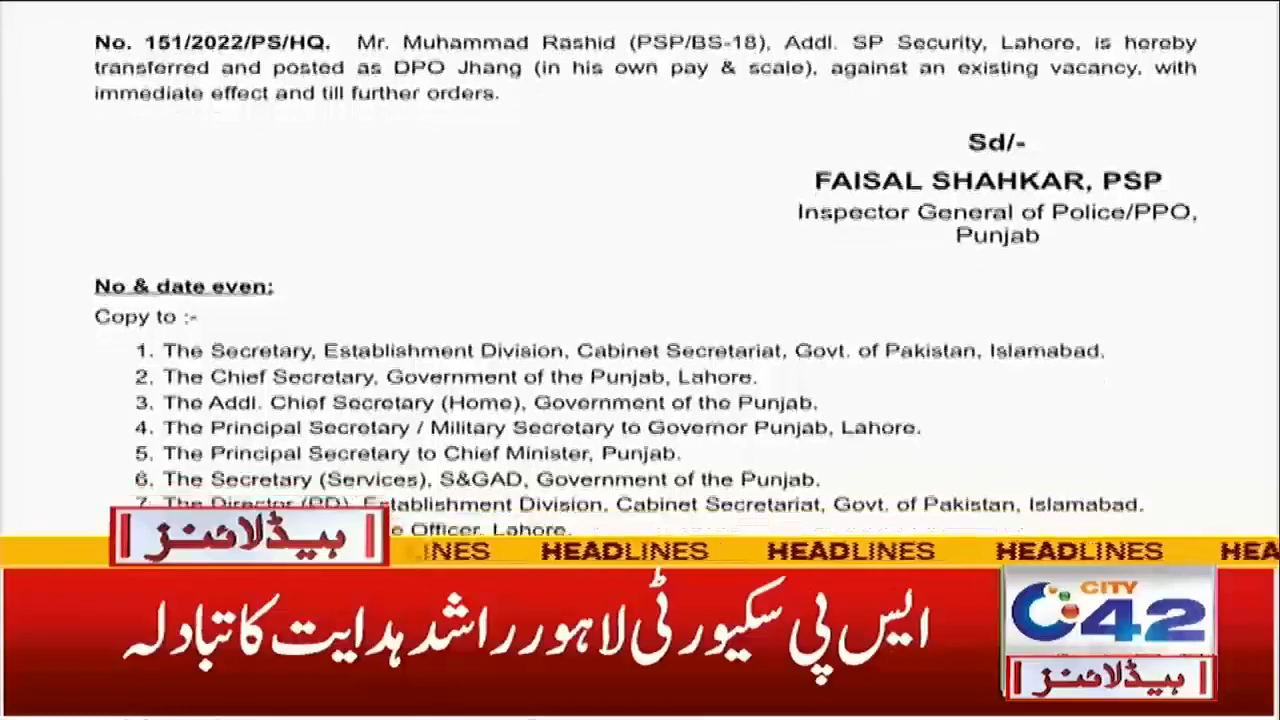 No. 151/2022/PS/HQ. Mr. Muhammad Rashid (PSP/BS-18), Addl. SP Security, Lahore, is hereby
transferred and posted as DPO Jhang (in his own pay & scale), against an existing vacancy, with
immediate effect and till further orders.
Sd/-
FAISAL SHAHKAR, PSP
Inspector General of Police/PPO,
Punjab
No & date even:
Copy to :-
1. The Secretary, Establishment Division, Cabinet Secretariat, Govt. of Pakistan, Islamabad.
2. The Chief Secretary, Government of the Punjab, Lahore.
3. The Addl. Chief Secretary (Home), Government of the Punjab.
4. The Principal Secretary / Military Secretary to Governor Punjab, Lahore.
5. The Principal Secretary to Chief Minister, Punjab.
6. The Secretary (Services), S&GAD, Government of the Punjab.
7. The Director (PD), Establishment Division, Cabinet Secretariat, Govt. of Pakistan, Islamabad.
e Officer, Lahore.
ہیڈلائنز
LINES HEADLINES HEADLINES HEADLINES HEA
ایس پی سکیورٹی لاہور راشد ہدایت کا تبادلہ
CITY
42
ہیڈلائنز